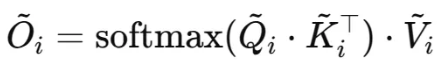 Õ_i = softmax(Q̃_i · K̃_i^⊤) · Ṽ_i